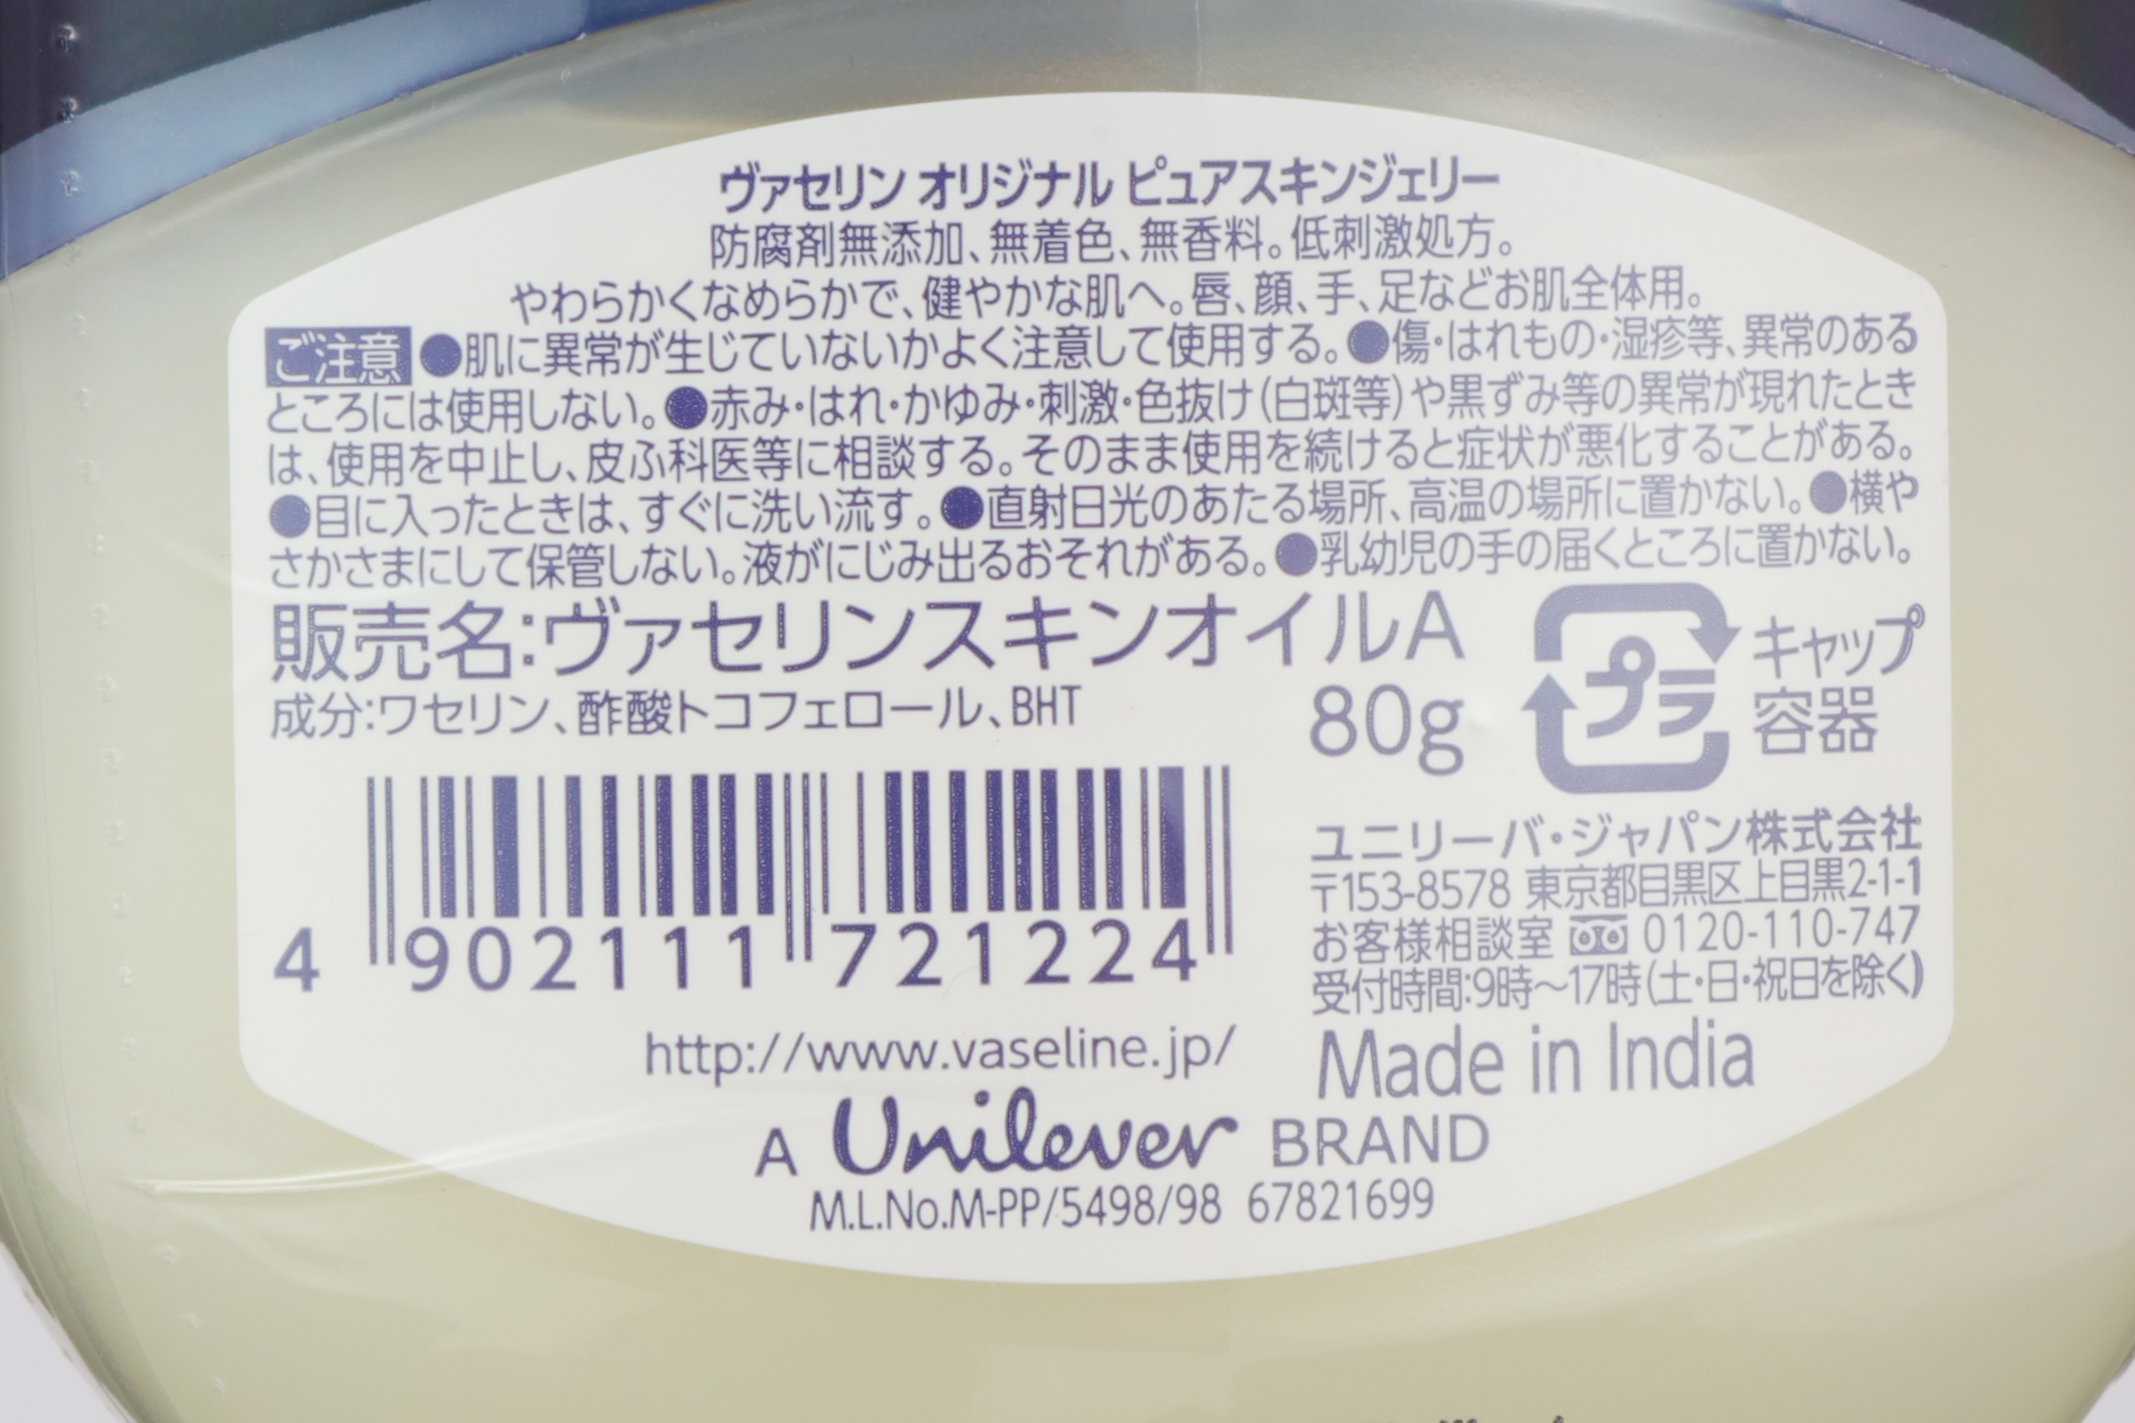 ヴァセリン オリジナル ピュアスキンジェリー
防腐剤無添加、無着色、無香料。低刺激処方。
やわらかくなめらかで、健やかな肌へ。唇、顔、手、足などお肌全体用。
ご注意 ●肌に異常が生じていないかよく注意して使用する。●傷・はれもの・湿疹等、異常のある
ところには使用しない。●赤み・はれ・かゆみ・刺激・色抜け(白斑等)や黒ずみ等の異常が現れたとき
は、使用を中止し、皮ふ科医等に相談する。そのまま使用を続けると症状が悪化することがある。
●目に入ったときは、すぐに洗い流す。●直射日光のあたる場所、高温の場所に置かない。●横や
さかさまにして保管しない。液がにじみ出るおそれがある。●乳幼児の手の届くところに置かない。
販売名:ヴァセリンスキンオイルA
成分:ワセリン、酢酸トコフェロール、BHT
80g
プラ
キャップ
容器
4 902111 721224
ユニリーバ・ジャパン株式会社
〒153-8578 東京都目黒区上目黒2-1-1
お客様相談室 0120-110-747
受付時間:9時～17時(土・日・祝日を除く)
http://www.vaseline.jp/
Made in India
A Unilever BRAND
M.L.No.M-PP/5498/98 67821699